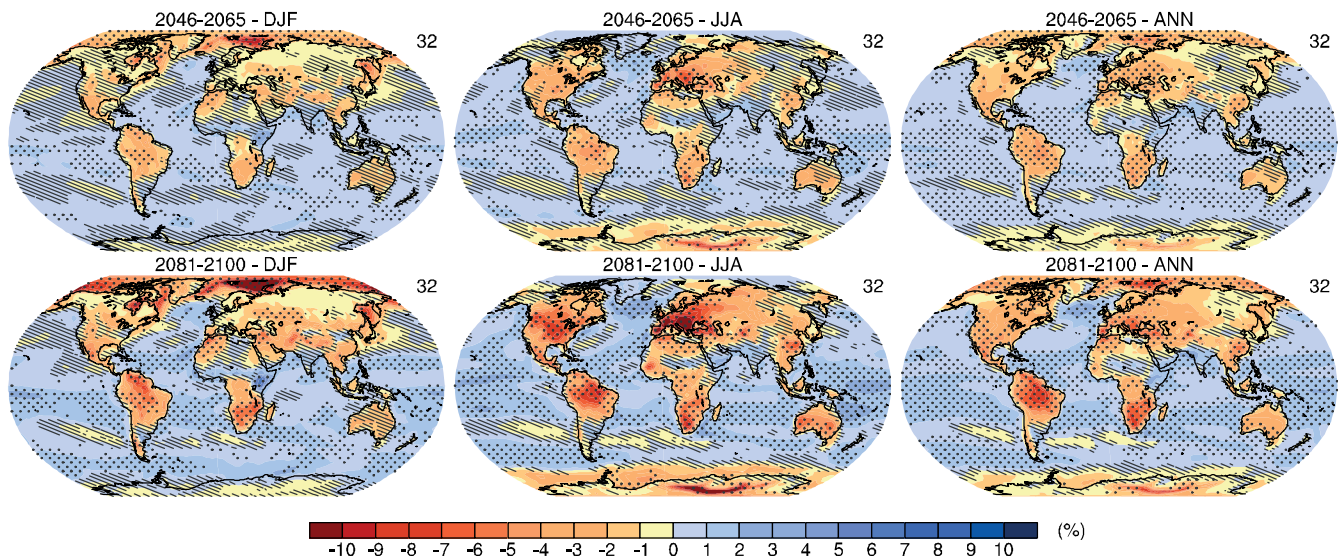 2046-2065 - DJF
32
2046-2065 - JJA
32
2046-2065 - ANN
32
2081-2100 - DJF
32
2081-2100 - JJA
32
2081-2100 - ANN
32
-10 -9 -8 -7 -6 -5 -4 -3 -2 -1 0 1 2 3 4 5 6 7 8 9 10 (%)